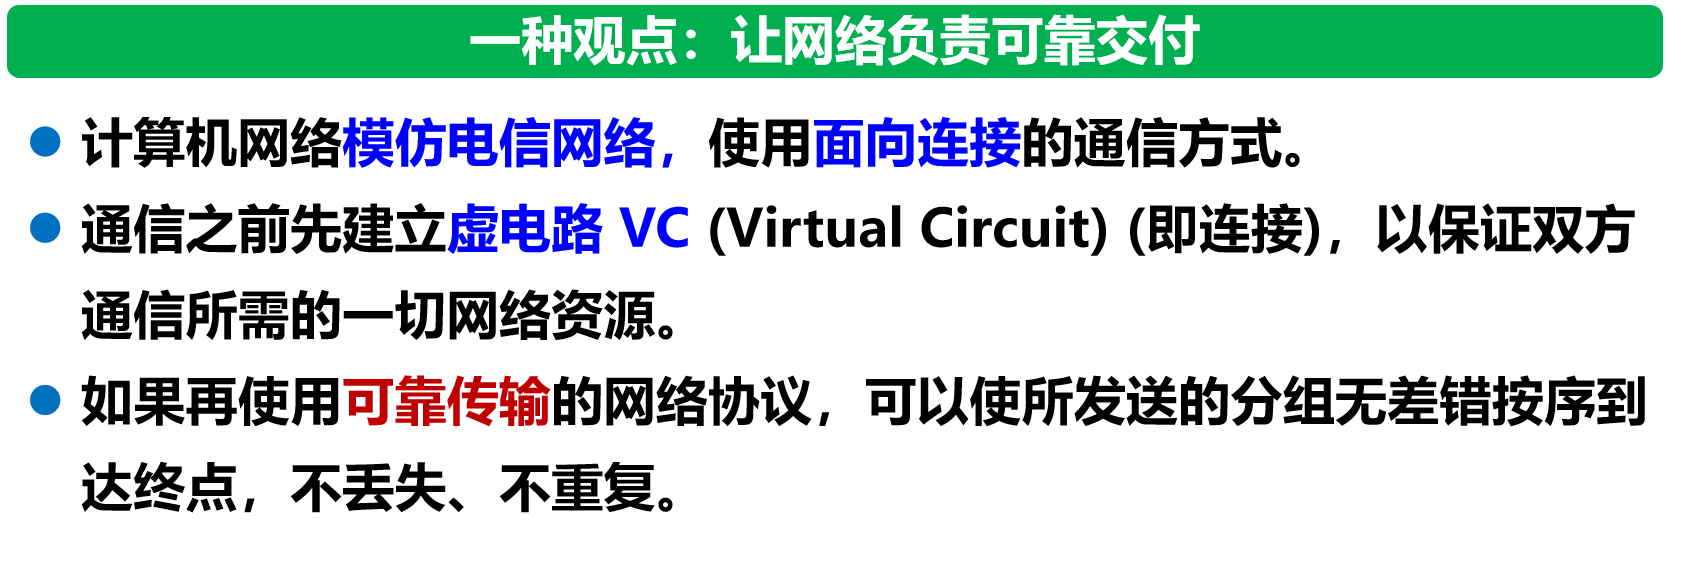 一种观点：让网络负责可靠交付
计算机网络模仿电信网络，使用面向连接的通信方式。
通信之前先建立虚电路 VC (Virtual Circuit) (即连接)，以保证双方
通信所需的一切网络资源。
如果再使用可靠传输的网络协议，可以使所发送的分组无差错按序到
达终点，不丢失、不重复。